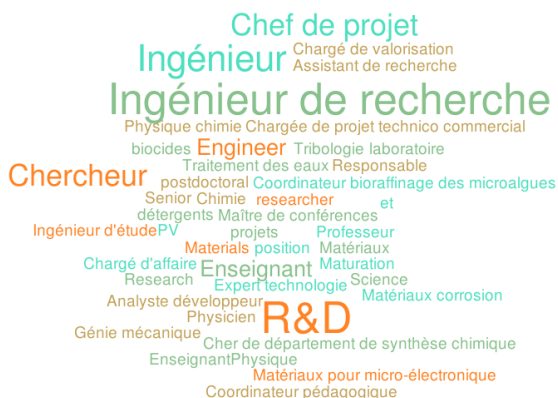 Chef de projet
Ingénieur Chargé de valorisation
Assistant de recherche
Ingénieur de recherche
Physique chimie Chargée de projet technico commercial
biocides Engineer Tribologie laboratoire
Traitement des eaux Responsable
Chercheur postdoctoral Coordinateur bioraffinage des microalgues
Senior Chimie researcher et
détergents Maître de conférences
Ingénieur d'étude PV projets Professeur
Materials position Matériaux
Chargé d'affaire Enseignant Maturation
Research Expert technologie Science
Analyste développeur Matériaux corrosion
Physicien R&D
Génie mécanique
Cher de département de synthèse chimique
EnseignantPhysique
Matériaux pour micro-électronique
Coordinateur pédagogique